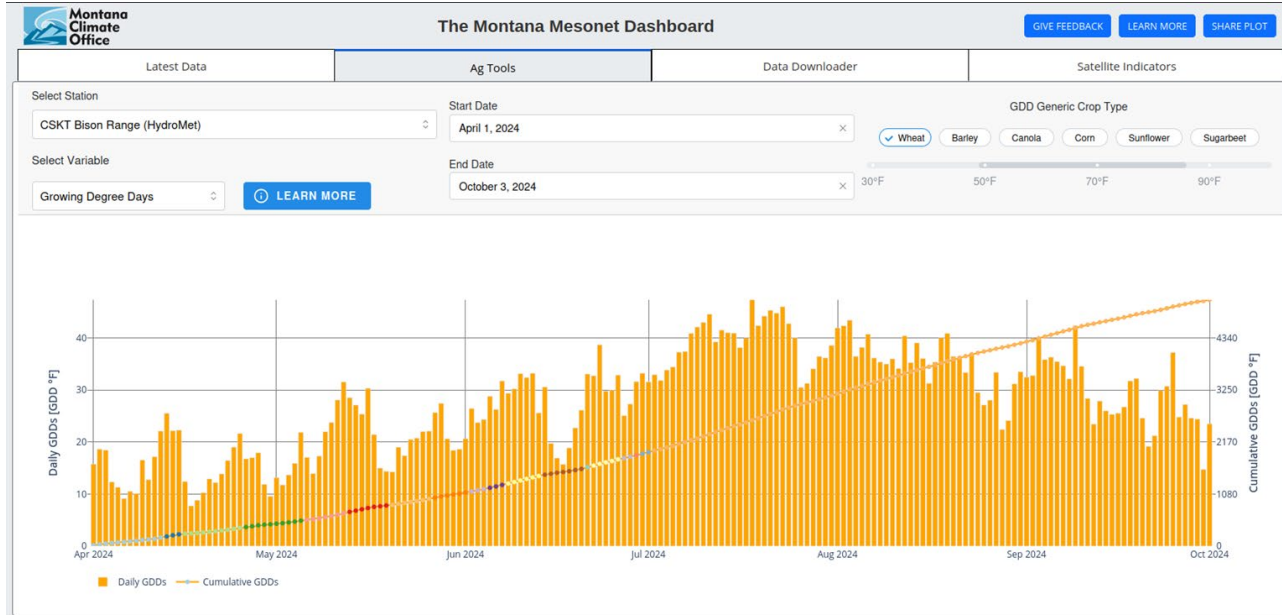 Montana
Climate
Office
The Montana Mesonet Dashboard
GIVE FEEDBACK
LEARN MORE
SHARE PLOT
Latest Data
Ag Tools
Data Downloader
Satellite Indicators
Select Station
CSKT Bison Range (HydroMet)
Select Variable
Growing Degree Days
LEARN MORE
Start Date
April 1, 2024
End Date
October 3, 2024
GDD Generic Crop Type
Wheat
Barley
Canola
Corn
Sunflower
Sugarbeet
30°F
50°F
70°F
90°F
Daily GDDs [GDD °F]
40
30
20
10
0
Apr 2024
May 2024
Jun 2024
Jul 2024
Aug 2024
Sep 2024
Oct 2024
4340
3250
2170
1080
0
Cumulative GDDs [GDD °F]
Daily GDDs
Cumulative GDDs